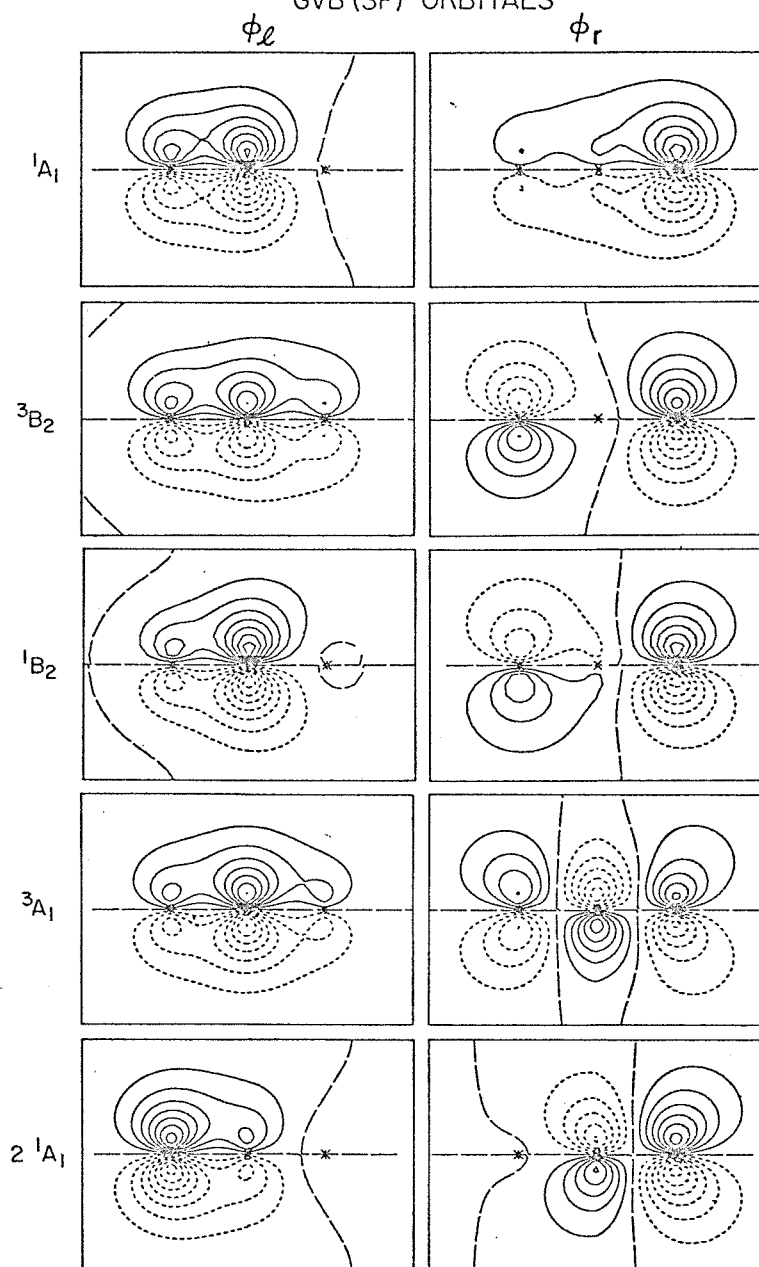 GVB (SP) ORBITALS
ϕℓ ϕr
¹A₁
³B₂
¹B₂
³A₁
2 ¹A₁